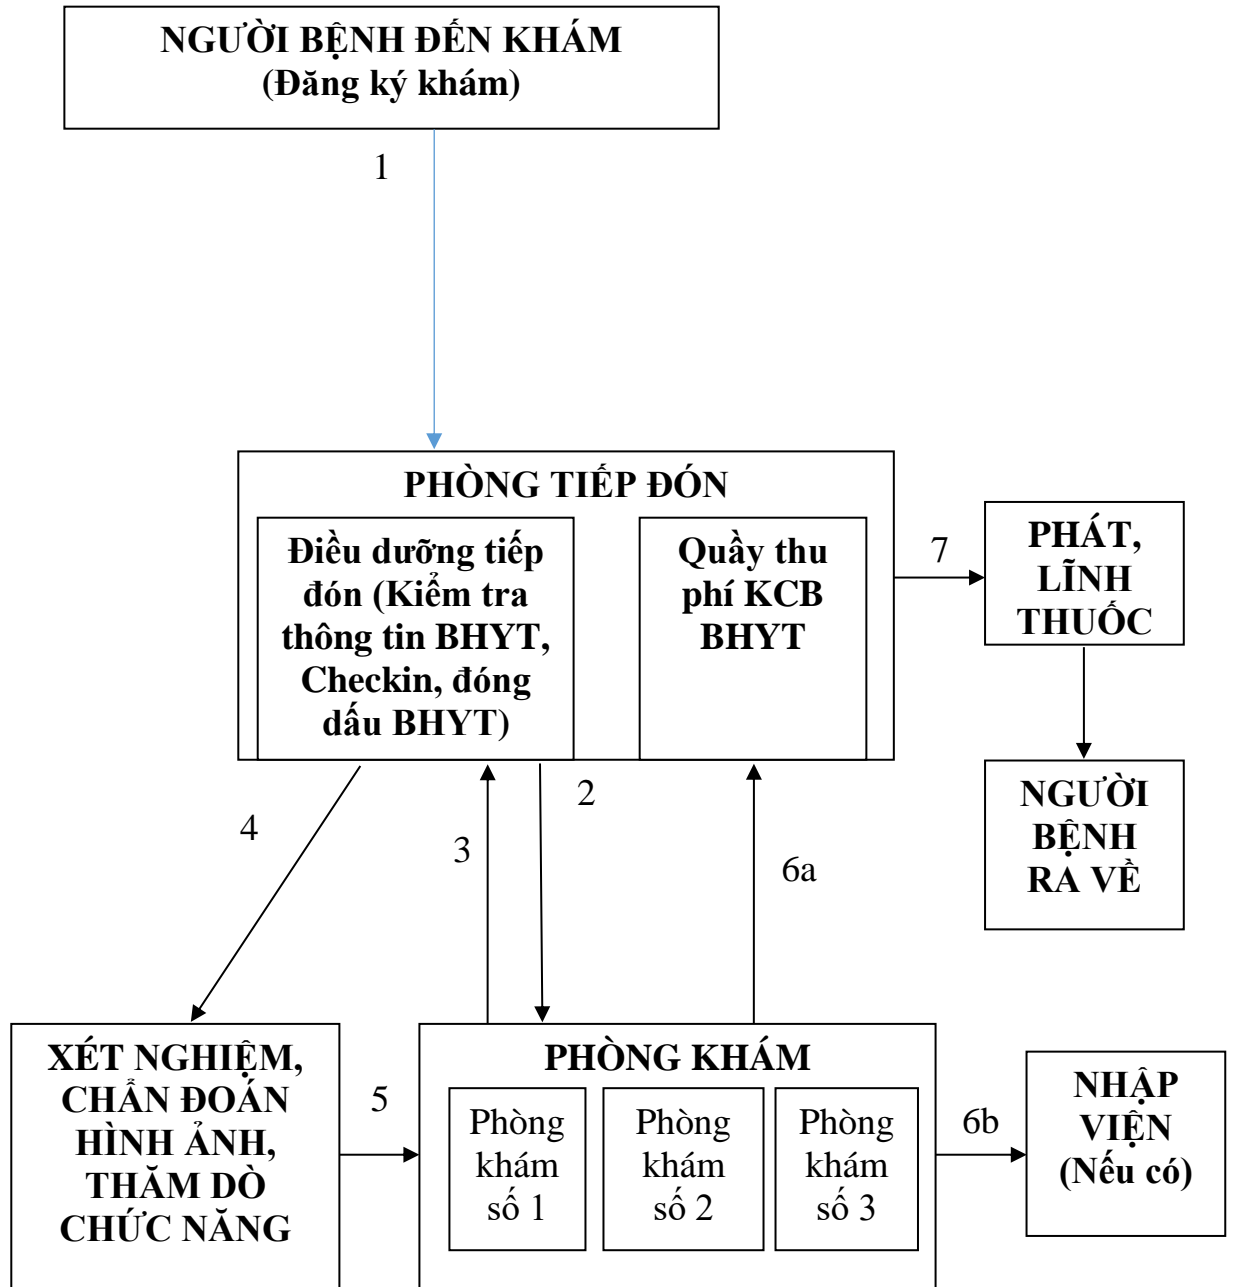 NGƯỜI BỆNH ĐẾN KHÁM
(Đăng ký khám)
1
PHÒNG TIẾP ĐÓN
Điều dưỡng tiếp
đón (Kiểm tra
thông tin BHYT,
Checkin, đóng
dấu BHYT)
Quầy thu
phí KCB
BHYT
7
PHÁT,
LĨNH
THUỐC
2
3
4
6a
NGƯỜI
BỆNH
RA VỀ
XÉT NGHIỆM,
CHẨN ĐOÁN
HÌNH ẢNH,
THĂM DÒ
CHỨC NĂNG
5
PHÒNG KHÁM
Phòng
khám
số 1
Phòng
khám
số 2
Phòng
khám
số 3
6b
NHẬP
VIỆN
(Nếu có)